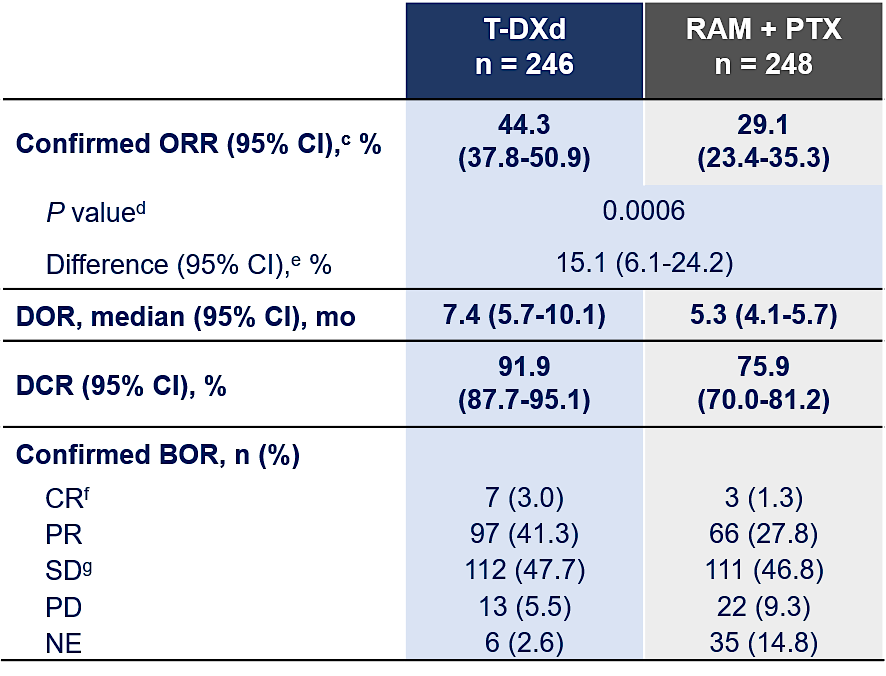 T-DXd
n = 246
RAM + PTX
n = 248
Confirmed ORR (95% CI),ᶜ %
44.3
(37.8-50.9)
29.1
(23.4-35.3)
P valueᵈ
0.0006
Difference (95% CI),ᵉ %
15.1 (6.1-24.2)
DOR, median (95% CI), mo
7.4 (5.7-10.1)
5.3 (4.1-5.7)
DCR (95% CI), %
91.9
(87.7-95.1)
75.9
(70.0-81.2)
Confirmed BOR, n (%)
CRᶠ
7 (3.0)
3 (1.3)
PR
97 (41.3)
66 (27.8)
SDᵍ
112 (47.7)
111 (46.8)
PD
13 (5.5)
22 (9.3)
NE
6 (2.6)
35 (14.8)